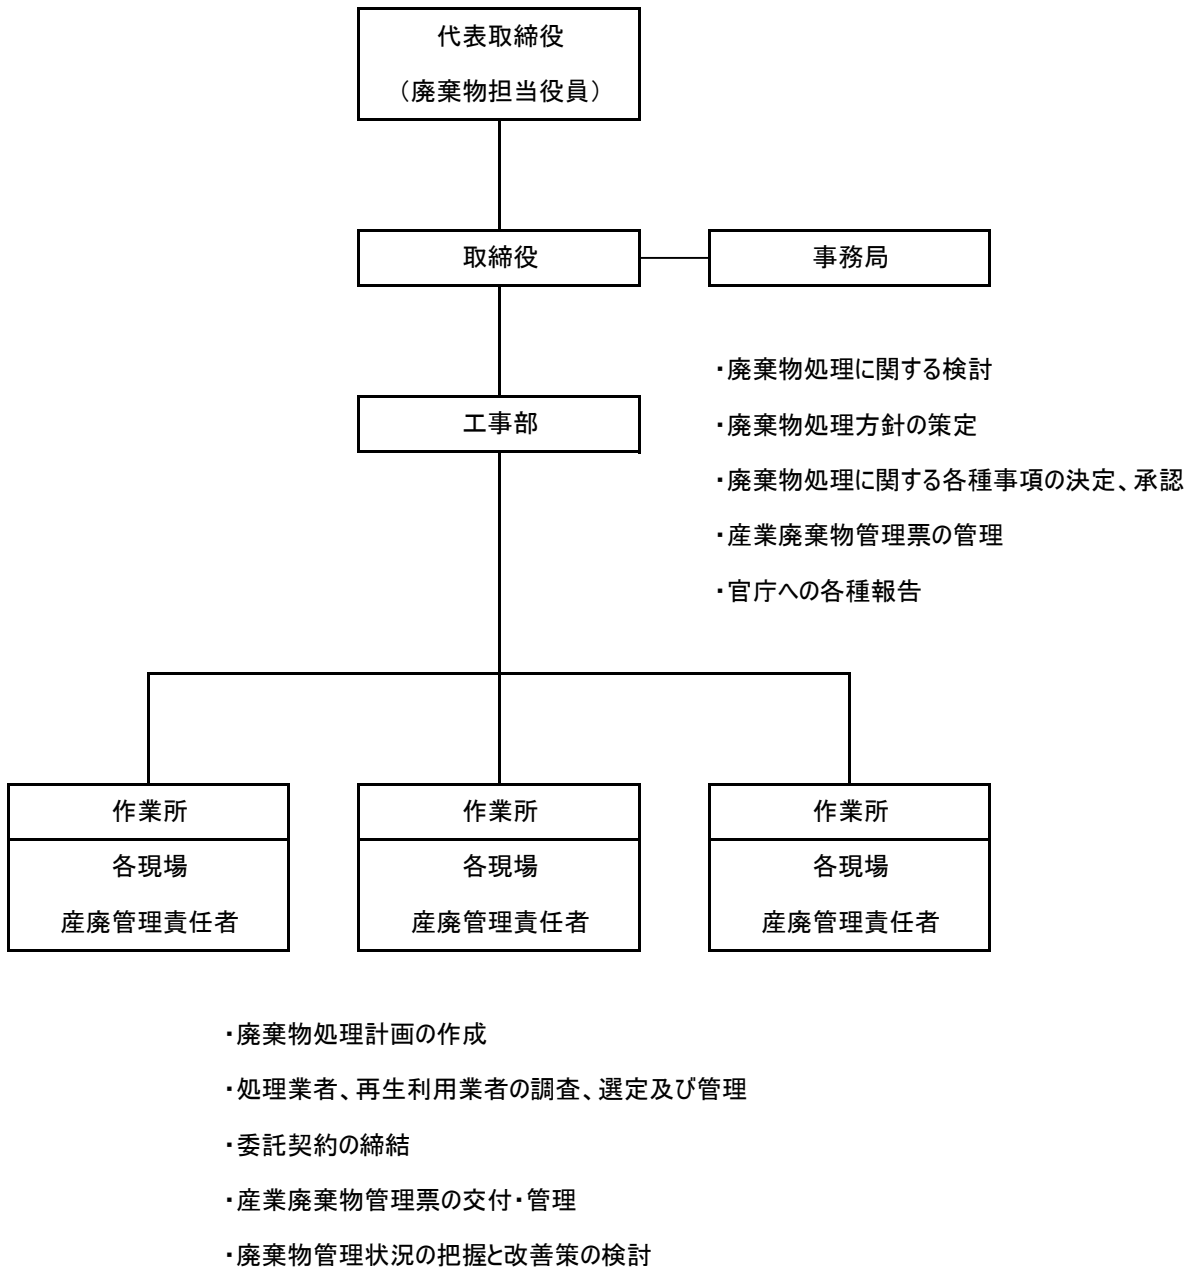 代表取締役
（廃棄物担当役員）
取締役
事務局
・廃棄物処理に関する検討
工事部
・廃棄物処理方針の策定
・廃棄物処理に関する各種事項の決定、承認
・産業廃棄物管理票の管理
・官庁への各種報告
作業所
各現場
産廃管理責任者
作業所
各現場
産廃管理責任者
作業所
各現場
産廃管理責任者
・廃棄物処理計画の作成
・処理業者、再生利用業者の調査、選定及び管理
・委託契約の締結
・産業廃棄物管理票の交付・管理
・廃棄物管理状況の把握と改善策の検討